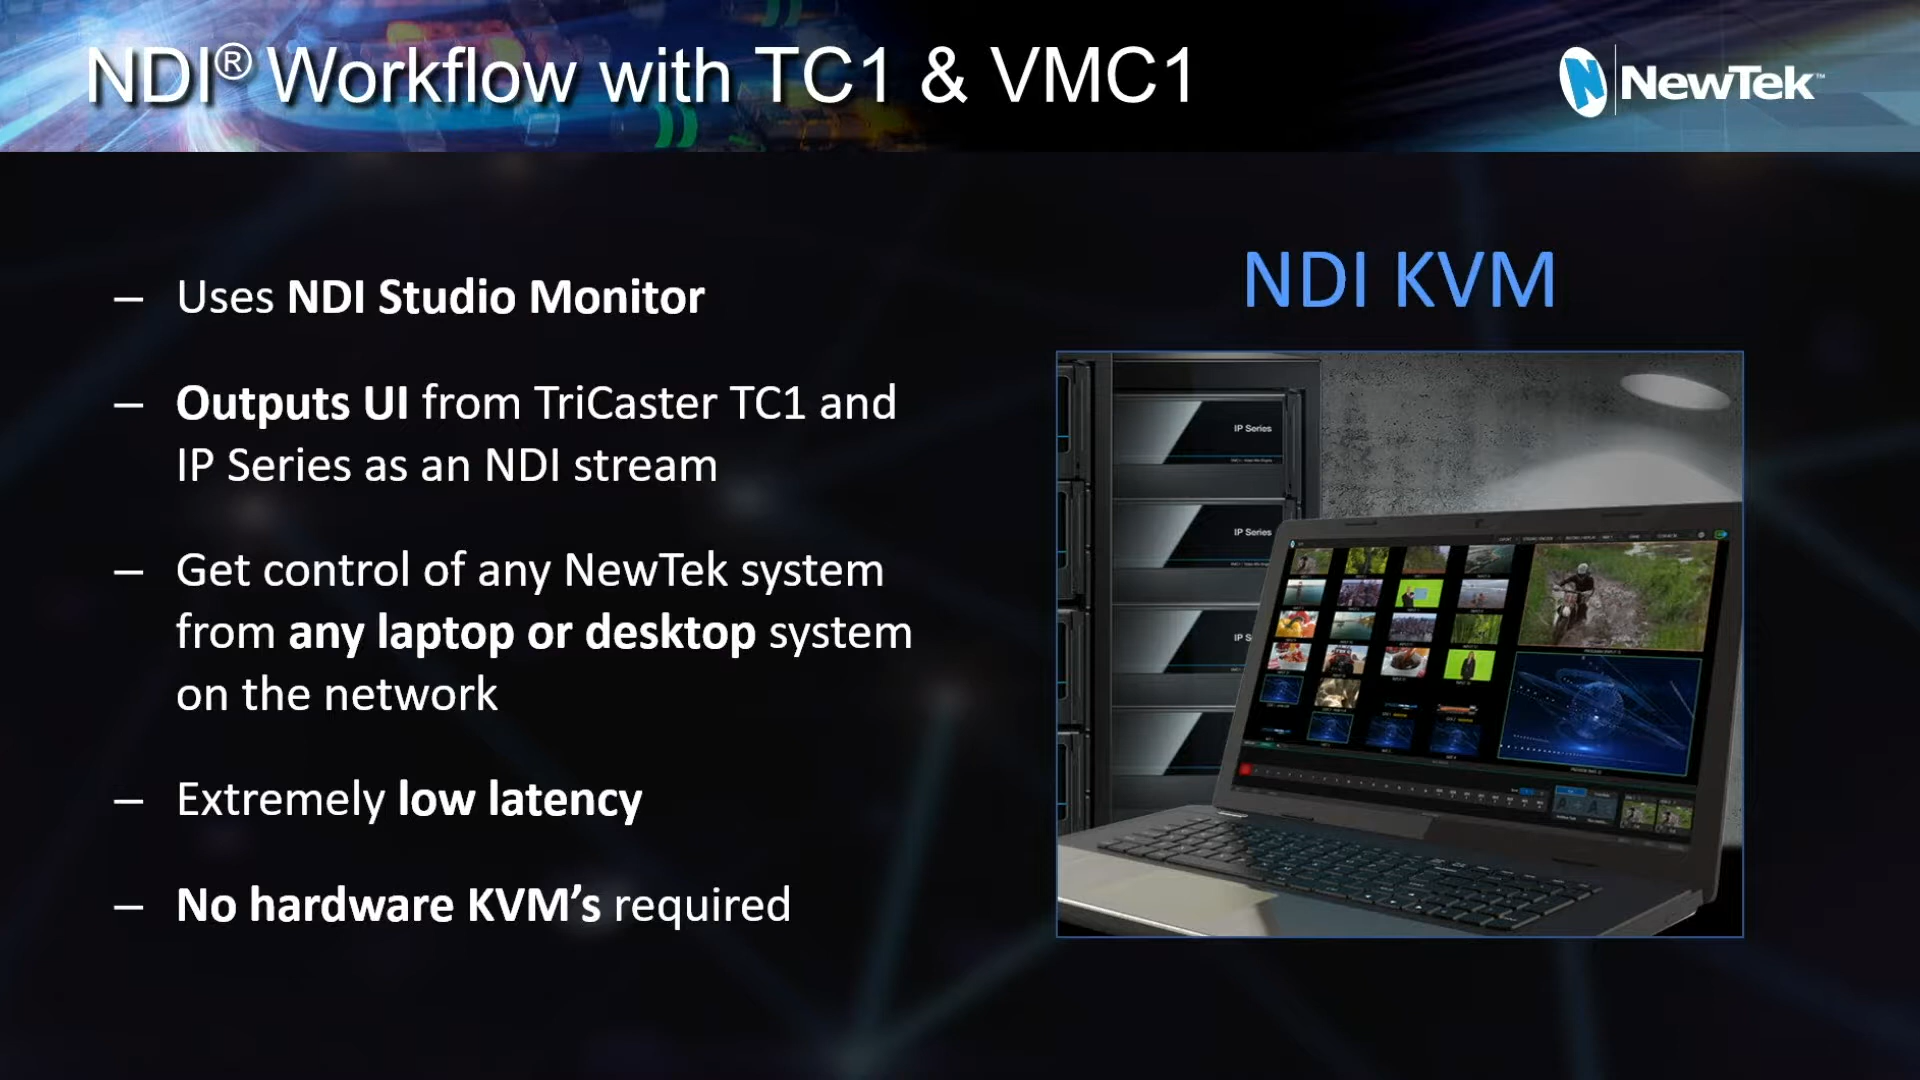 NDI® Workflow with TC1 & VMC1
NewTek™
– Uses NDI Studio Monitor
– Outputs UI from TriCaster TC1 and
IP Series as an NDI stream
– Get control of any NewTek system
from any laptop or desktop system
on the network
– Extremely low latency
– No hardware KVM’s required
NDI KVM
IP Series
IP Series
IP S